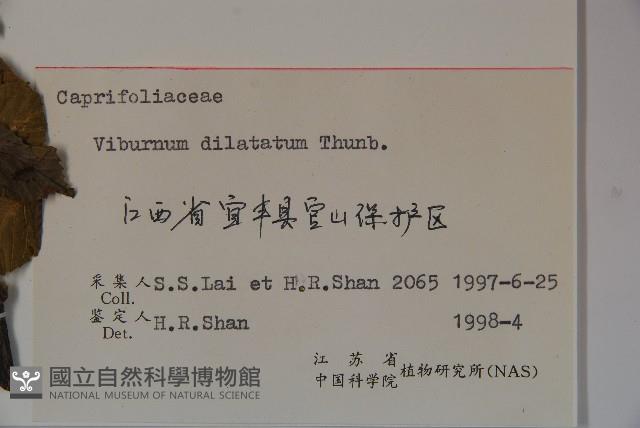 Caprifoliaceae
Viburnum dilatatum Thunb.
江西省宜丰县官山保护区
采集人 S.S.Lai et H.R.Shan 2065 1997-6-25
Coll.
鉴定人 H.R.Shan 1998-4
Det.
江苏省
中国科学院 植物研究所(NAS)
國立自然科學博物館
NATIONAL MUSEUM OF NATURAL SCIENCE